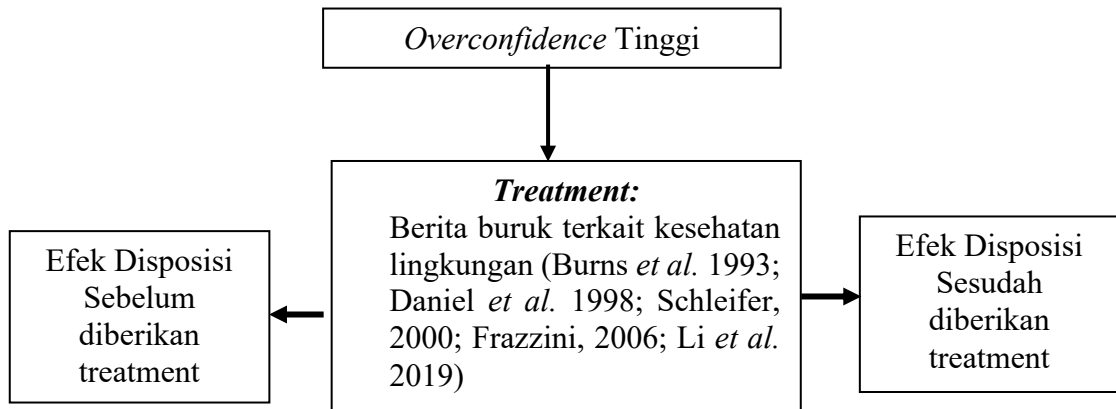 Overconfidence Tinggi
Treatment:
Berita buruk terkait kesehatan
lingkungan (Burns et al. 1993;
Daniel et al. 1998; Schleifer,
2000; Frazzini, 2006; Li et al.
2019)
Efek Disposisi
Sebelum
diberikan
treatment
Efek Disposisi
Sesudah
diberikan
treatment